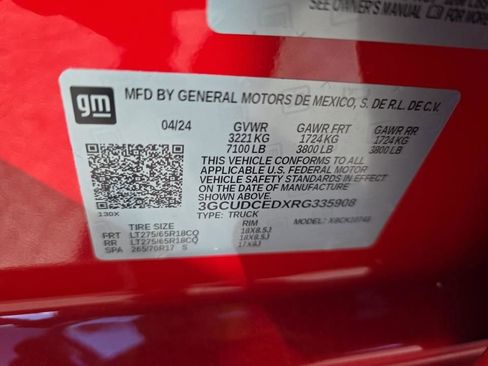 SEE OWNER'S MANUAL FOR MORE
gm
MFD BY GENERAL MOTORS DE MEXICO, S. DE R.L. DE C.V.
04/24 GVWR GAWR FRT GAWR RR
3221 KG 1724 KG 1724 KG
7100 LB 3800 LB 3800 LB
THIS VEHICLE CONFORMS TO ALL
APPLICABLE U.S. FEDERAL MOTOR
VEHICLE SAFETY STANDARDS IN
EFFECT ON THE DATE OF
MANUFACTURE SHOWN ABOVE.
3GCUDCEDXRG335908
TYPE: TRUCK MODEL:
130X
TIRE SIZE RIM
FRT LT275/65R18CQ 18X8.5J
RR LT275/65R18CQ 18X8.5J
SPA 265/70R17 S 17X8J